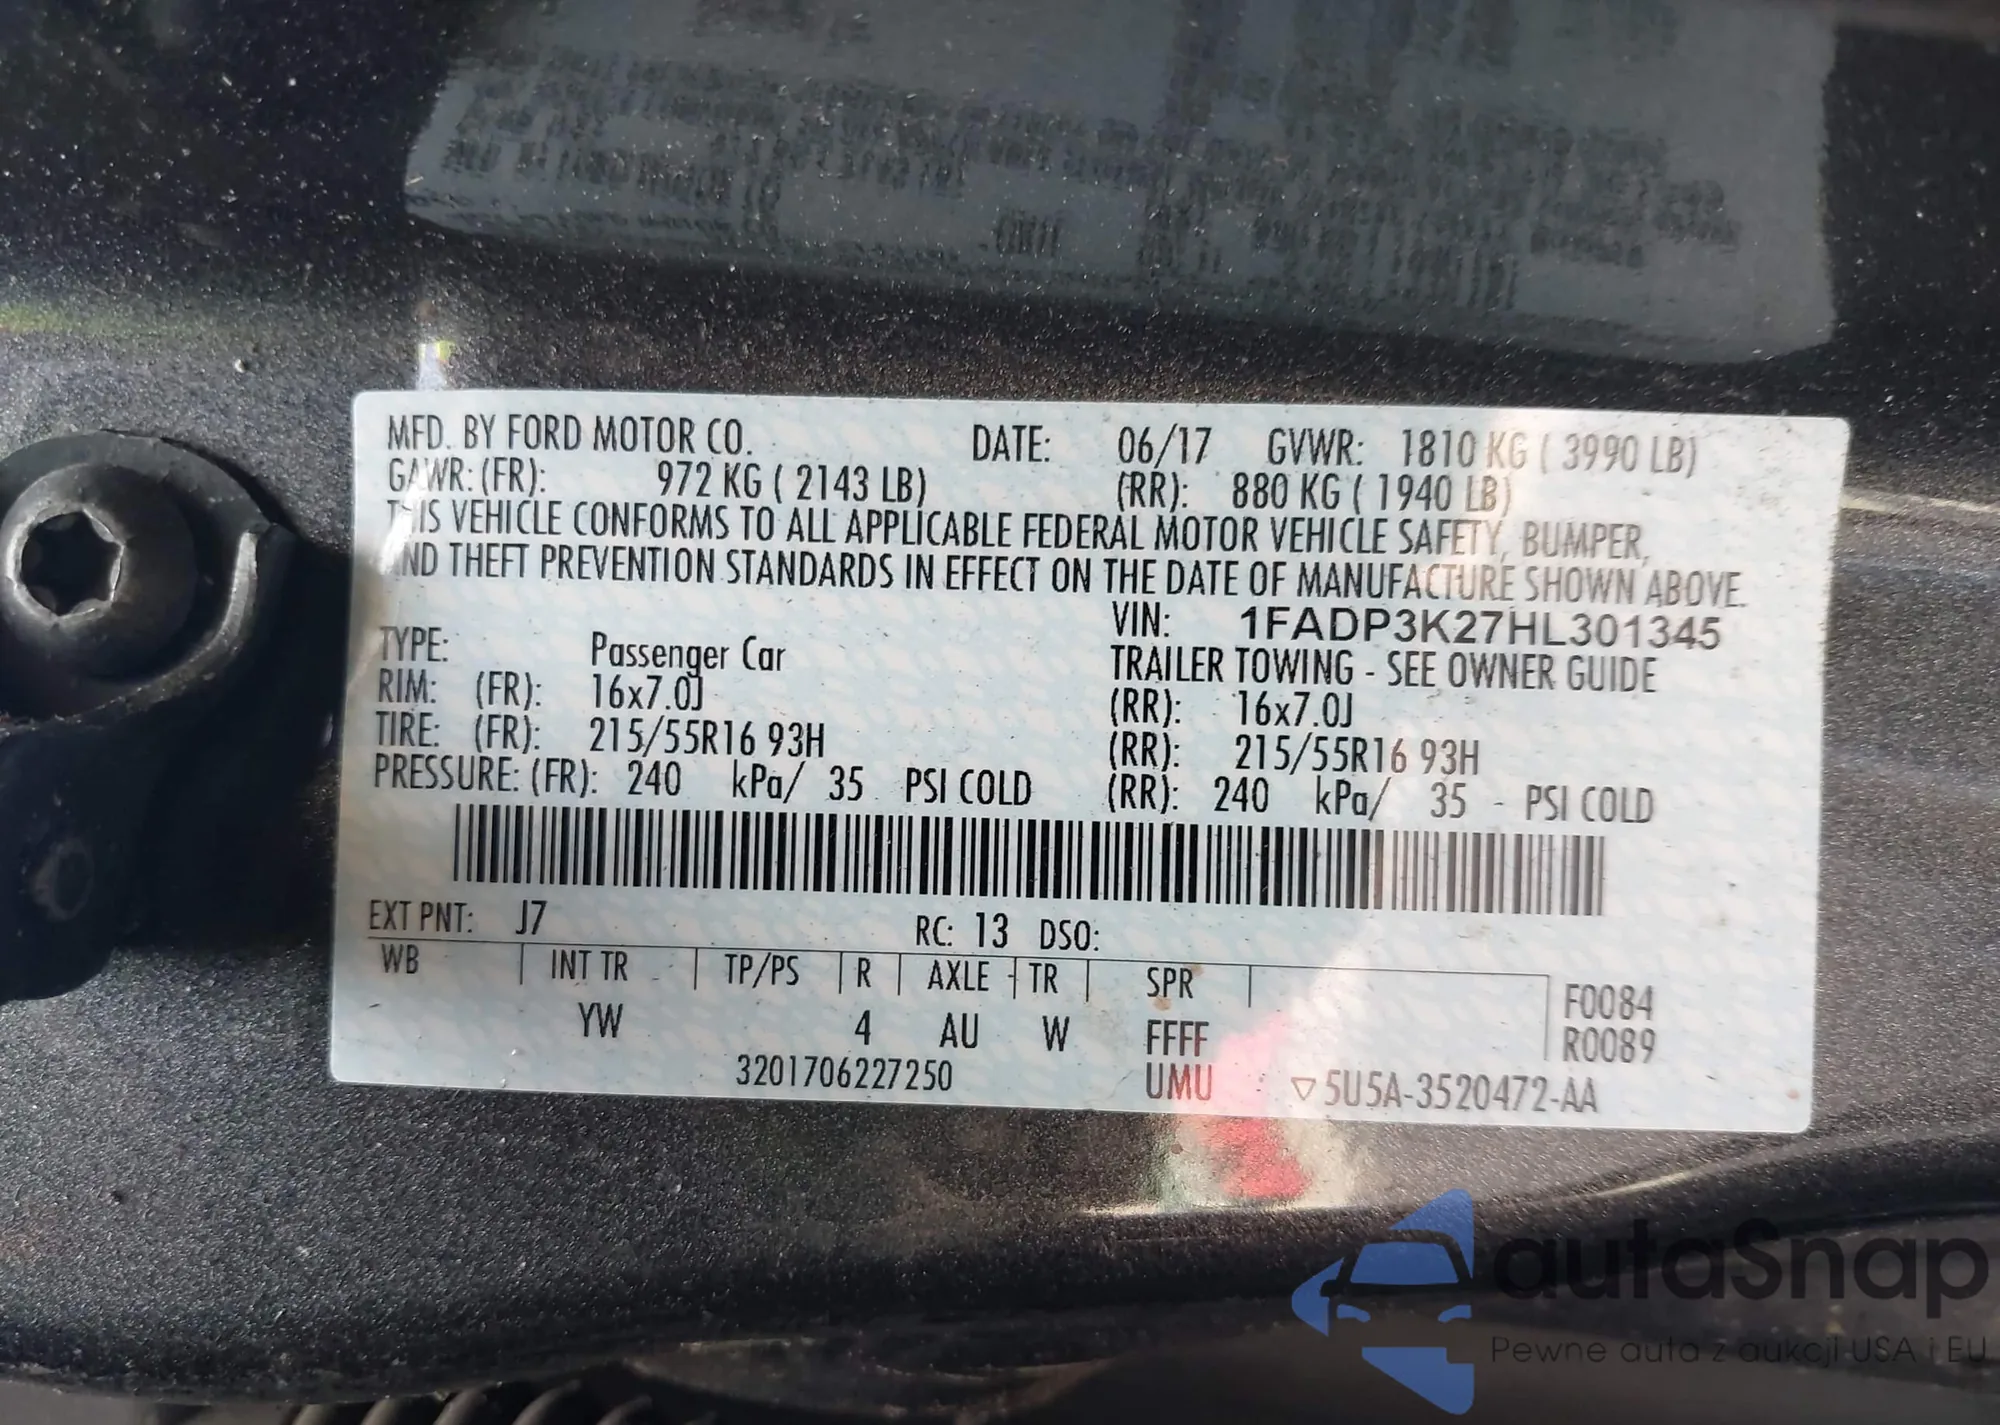 MFD. BY FORD MOTOR CO. DATE: 06/17 GVWR: 1810 KG ( 3990 LB)
GAWR: (FR): 972 KG ( 2143 LB) (RR): 880 KG ( 1940 LB)
THIS VEHICLE CONFORMS TO ALL APPLICABLE FEDERAL MOTOR VEHICLE SAFETY, BUMPER,
AND THEFT PREVENTION STANDARDS IN EFFECT ON THE DATE OF MANUFACTURE SHOWN ABOVE.
VIN: 1FADP3K27HL301345
TYPE: Passenger Car TRAILER TOWING - SEE OWNER GUIDE
RIM: (FR): 16x7.0J (RR): 16x7.0J
TIRE: (FR): 215/55R16 93H (RR): 215/55R16 93H
PRESSURE: (FR): 240 kPa/ 35 PSI COLD (RR): 240 kPa/ 35 - PSI COLD
EXT PNT: J7 RC: 13 DSO:
WB INT TR TP/PS R AXLE TR SPR F0084
YW 4 AU W FFFF R0089
3201706227250 UMU ▽5U5A-3520472-AA
autaSnap
Pewne auta z aukcji USA i EU